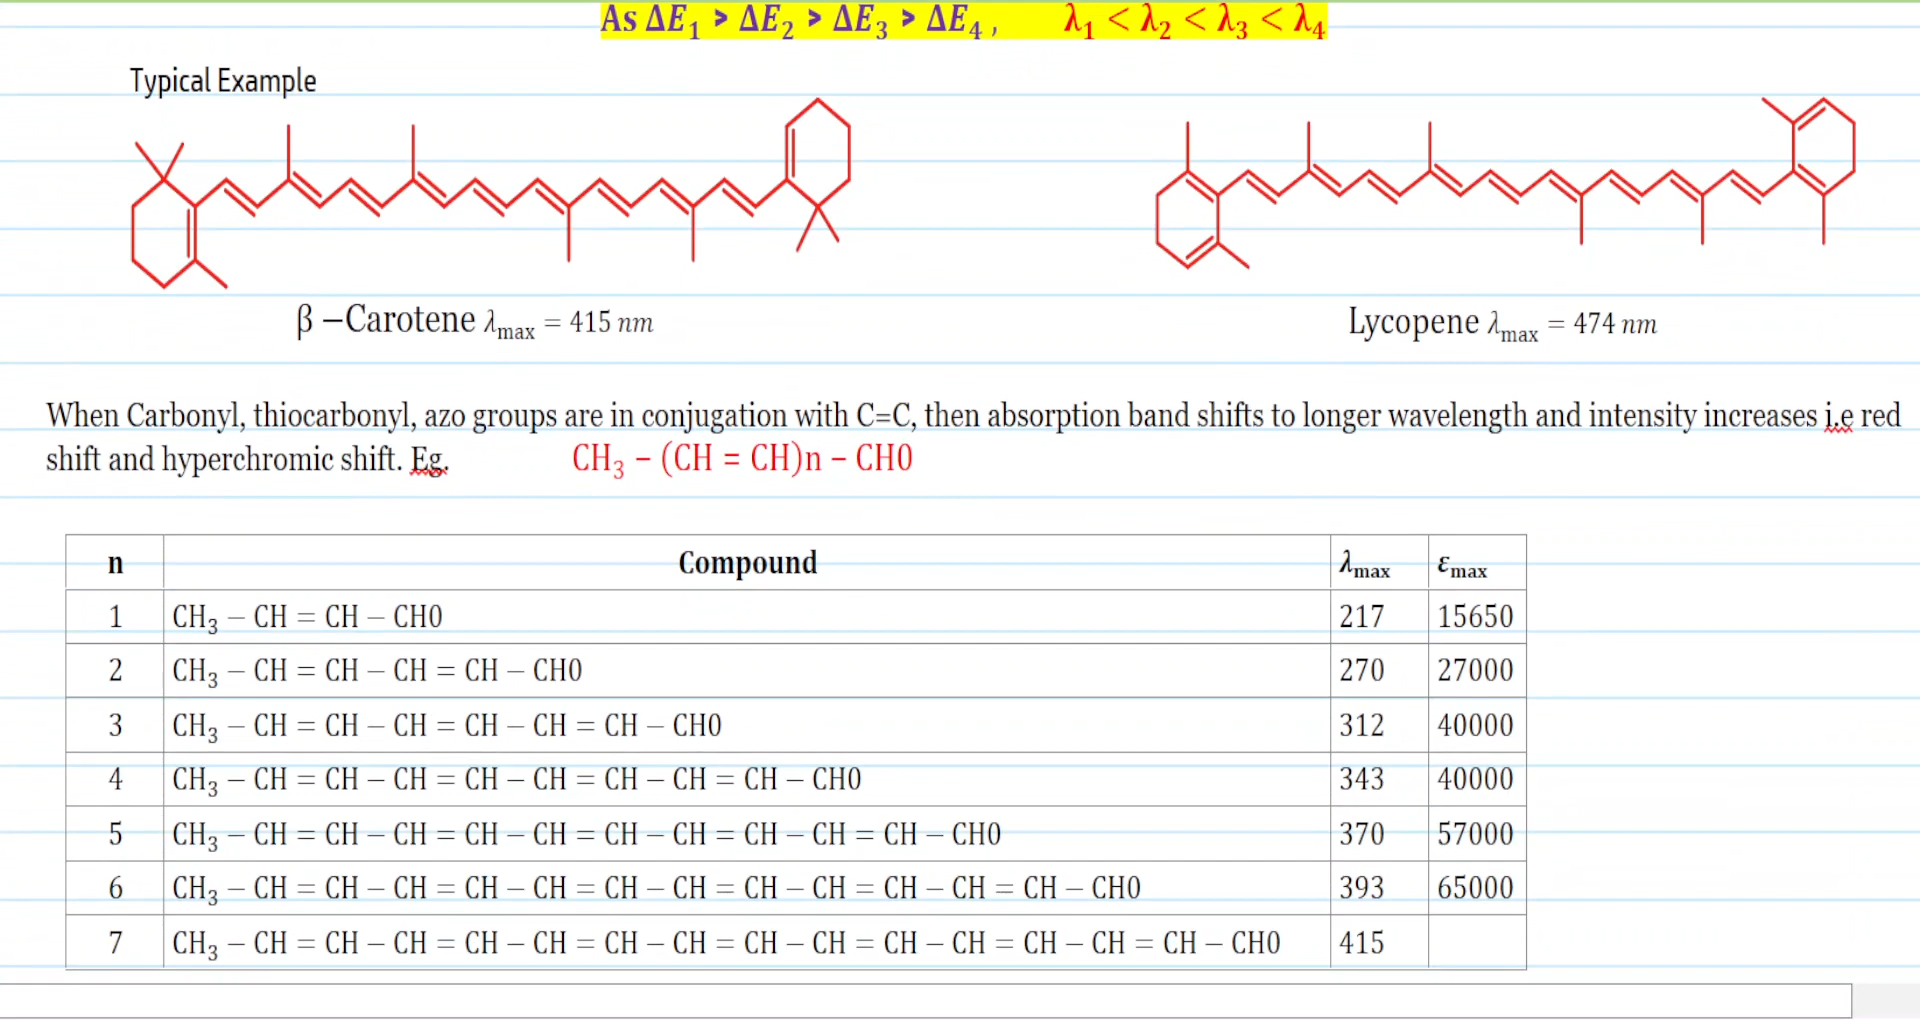 As ΔE₁ > ΔE₂ > ΔE₃ > ΔE₄ , λ₁ < λ₂ < λ₃ < λ₄
Typical Example
β –Carotene λmax = 415 nm
Lycopene λmax = 474 nm
When Carbonyl, thiocarbonyl, azo groups are in conjugation with C=C, then absorption band shifts to longer wavelength and intensity increases i.e red
shift and hyperchromic shift. Eg. CH₃ – (CH = CH)n – CHO
n Compound λmax εmax
1 CH₃ – CH = CH – CHO 217 15650
2 CH₃ – CH = CH – CH = CH – CHO 270 27000
3 CH₃ – CH = CH – CH = CH – CH = CH – CHO 312 40000
4 CH₃ – CH = CH – CH = CH – CH = CH – CH = CH – CHO 343 40000
5 CH₃ – CH = CH – CH = CH – CH = CH – CH = CH – CH = CH – CHO 370 57000
6 CH₃ – CH = CH – CH = CH – CH = CH – CH = CH – CH = CH – CH = CH – CHO 393 65000
7 CH₃ – CH = CH – CH = CH – CH = CH – CH = CH – CH = CH – CH = CH – CH = CH – CHO 415